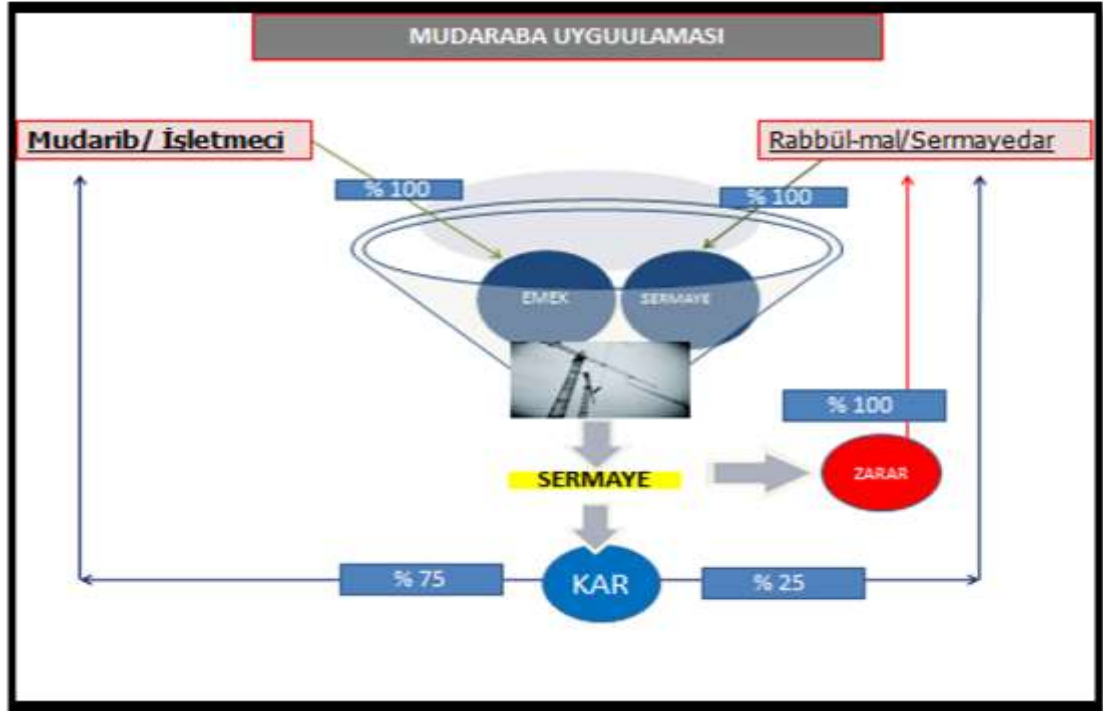 MUDARABA UYGUULAMASI
Mudarib/ İşletmeci
Rabbül-mal/Sermayedar
% 100
% 100
EMEK
SERMAYE
% 100
SERMAYE
ZARAR
% 75
KAR
% 25